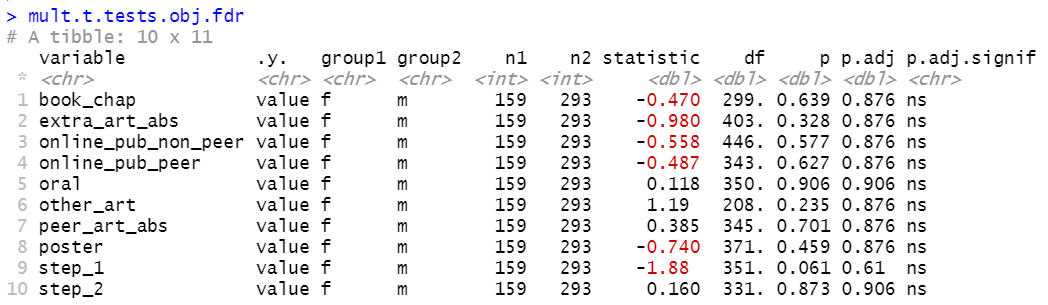 > mult.t.tests.obj.fdr
# A tibble: 10 x 11
   variable            .y.   group1 group2    n1    n2 statistic    df     p p.adj p.adj.signif
 * <chr>               <chr> <chr>  <chr>  <int> <int>     <dbl> <dbl> <dbl> <dbl> <chr>
 1 book_chap           value f      m        159   293    -0.470  299. 0.639 0.876 ns
 2 extra_art_abs       value f      m        159   293    -0.980  403. 0.328 0.876 ns
 3 online_pub_non_peer value f      m        159   293    -0.558  446. 0.577 0.876 ns
 4 online_pub_peer     value f      m        159   293    -0.487  343. 0.627 0.876 ns
 5 oral                value f      m        159   293     0.118  350. 0.906 0.906 ns
 6 other_art           value f      m        159   293     1.19   208. 0.235 0.876 ns
 7 peer_art_abs        value f      m        159   293     0.385  345. 0.701 0.876 ns
 8 poster              value f      m        159   293    -0.740  371. 0.459 0.876 ns
 9 step_1              value f      m        159   293    -1.88   351. 0.061 0.61  ns
10 step_2              value f      m        159   293     0.160  331. 0.873 0.906 ns